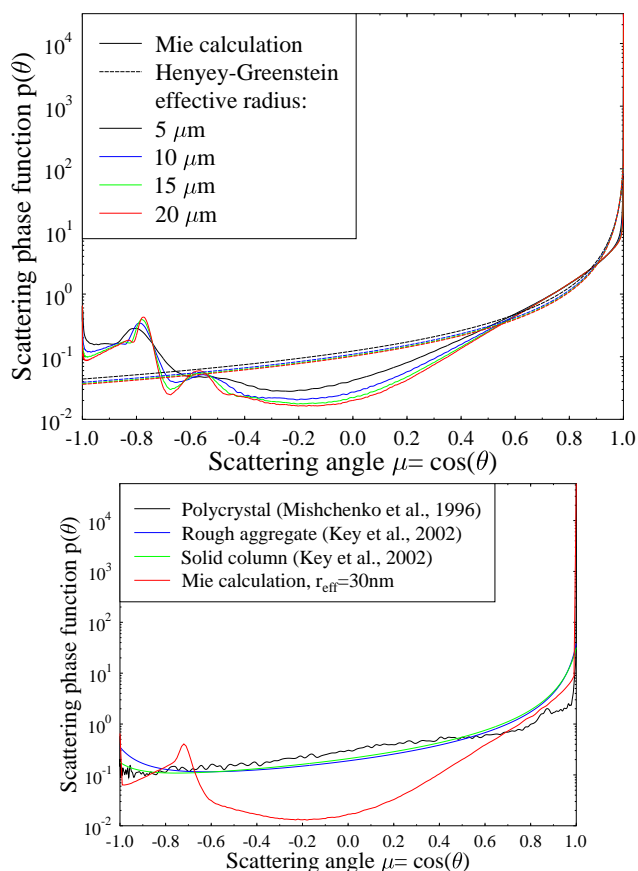 Scattering phase function p(θ)
10^4
10^3
10^2
10^1
10^0
10^-1
10^-2
Mie calculation
Henyey-Greenstein
effective radius:
5 μm
10 μm
15 μm
20 μm
-1.0 -0.8 -0.6 -0.4 -0.2 0.0 0.2 0.4 0.6 0.8 1.0
Scattering angle μ= cos(θ)
Scattering phase function p(θ)
10^4
10^3
10^2
10^1
10^0
10^-1
10^-2
Polycrystal (Mishchenko et al., 1996)
Rough aggregate (Key et al., 2002)
Solid column (Key et al., 2002)
Mie calculation, r_eff=30nm
-1.0 -0.8 -0.6 -0.4 -0.2 0.0 0.2 0.4 0.6 0.8 1.0
Scattering angle μ= cos(θ)